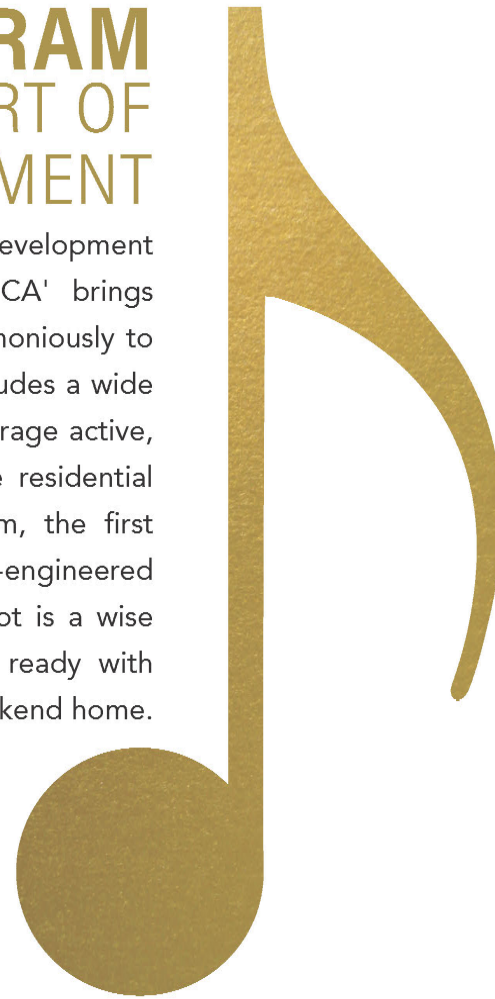 RAM
RT OF
MENT
evelopment
CA' brings
noniously to
udes a wide
rage active,
e residential
m, the first
-engineered
ot is a wise
ready with
kend home.